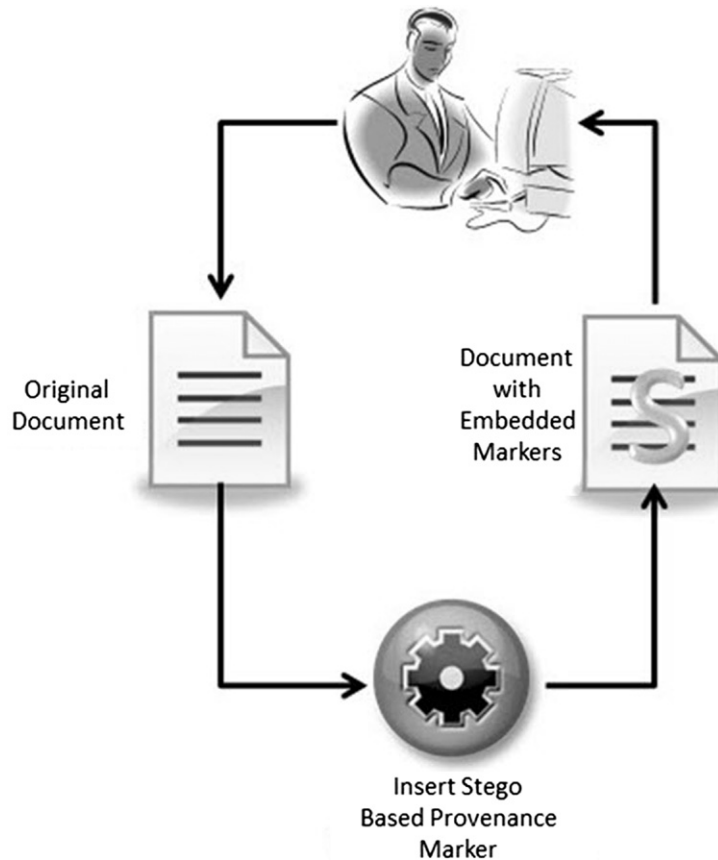 Original
Document
Document
with
Embedded
Markers
S
Insert Stego
Based Provenance
Marker